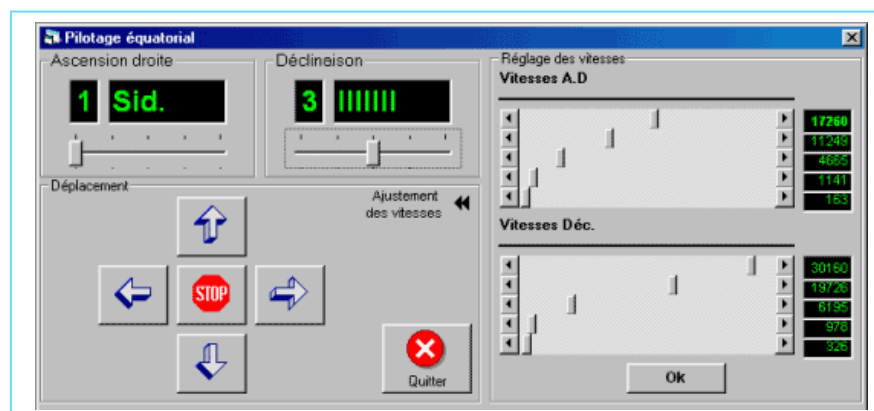 Pilotage équatorial
Ascension droite
1 Sid.
Déclineison
3 IIIIIII
Déplacement
STOP
Ajustement
des vitesses
Quitter
Réglage des vitesses
Vitesses A.D
17260
11249
4665
1141
163
Vitesses Déc.
30160
19726
6195
978
326
Ok